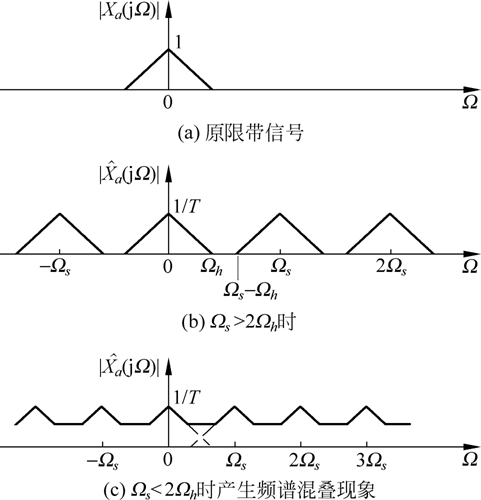 |Xₐ(jΩ)|
1
0
Ω
(a) 原限带信号
|X̂ₐ(jΩ)|
1/T
−Ωₛ
0
Ωₕ
Ωₛ
2Ωₛ
Ω
Ωₛ−Ωₕ
(b) Ωₛ>2Ωₕ时
|X̂ₐ(jΩ)|
1/T
−Ωₛ
0
Ωₛ
2Ωₛ
3Ωₛ
Ω
(c) Ωₛ<2Ωₕ时产生频谱混叠现象